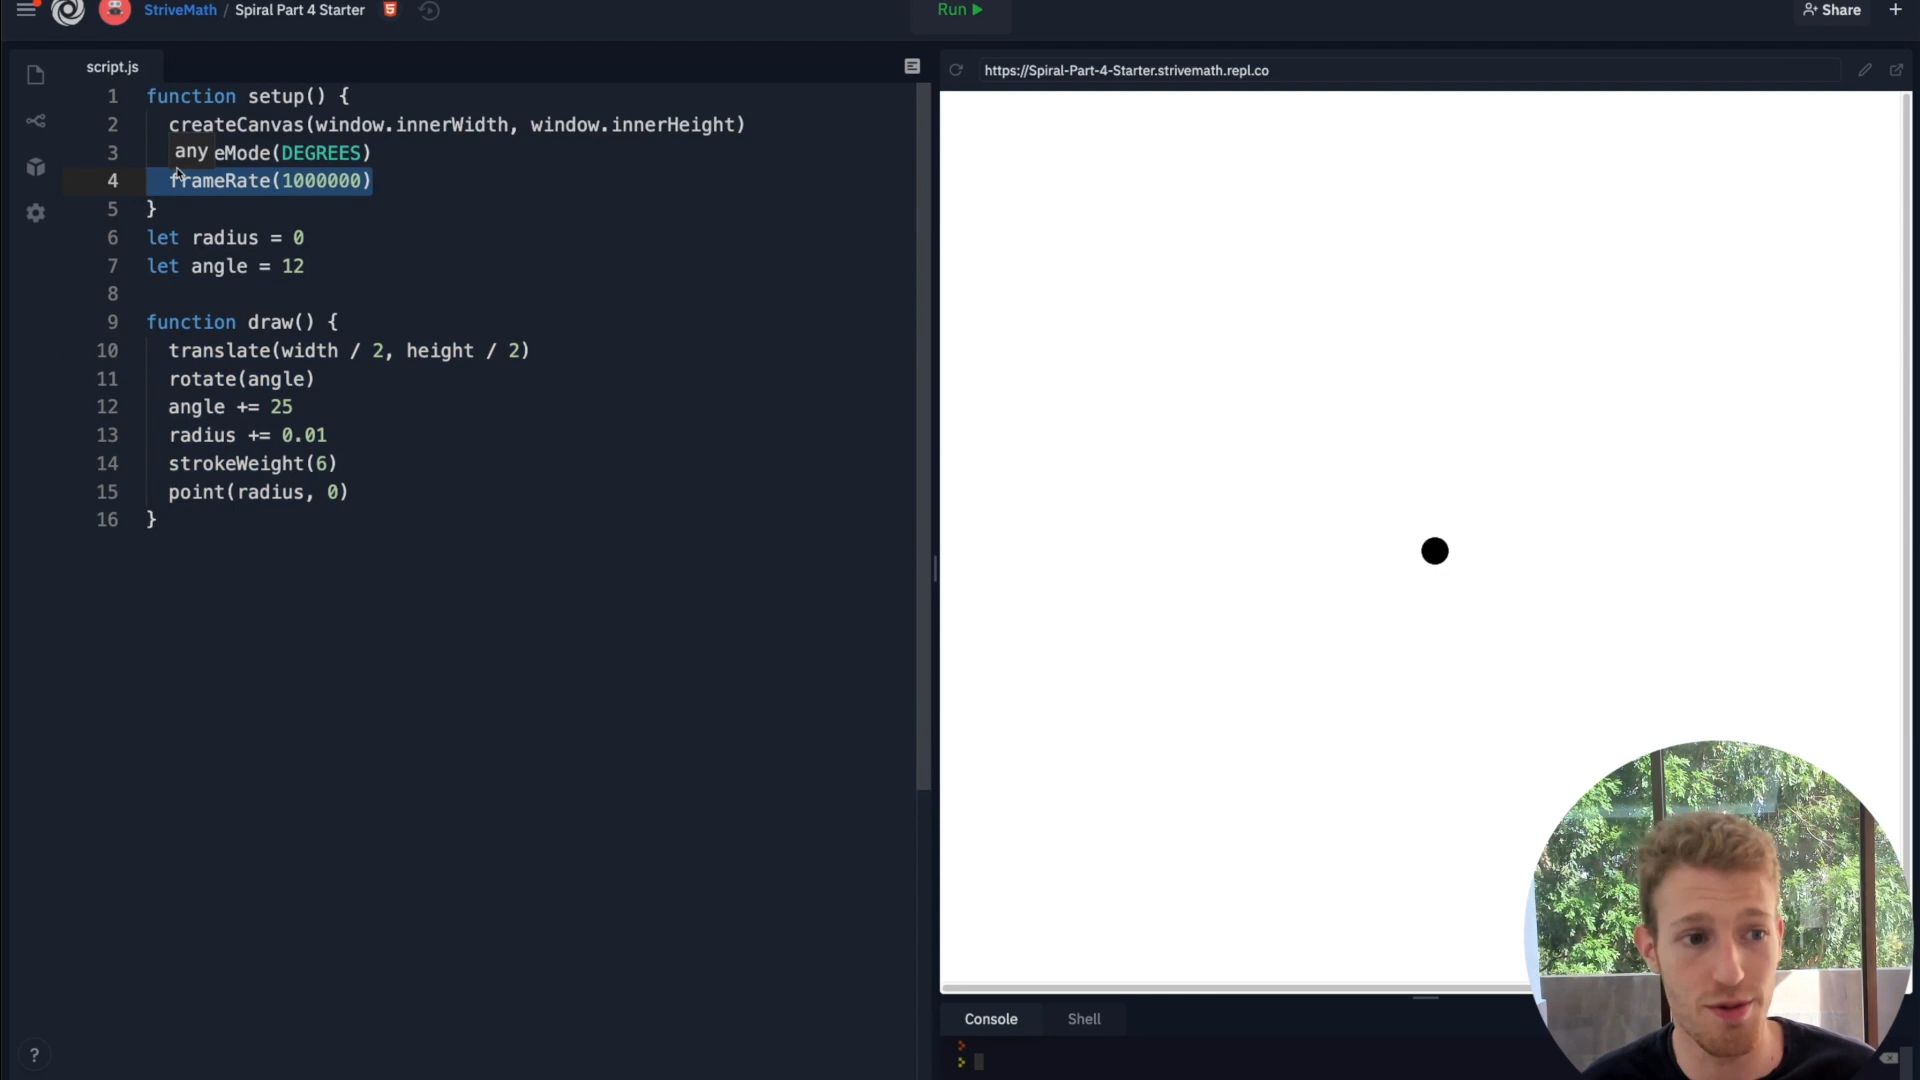 StriveMath / Spiral Part 4 Starter
Run
Share
script.js
https://Spiral-Part-4-Starter.strivemath.repl.co
1 function setup() {
2 createCanvas(window.innerWidth, window.innerHeight)
any
3 eMode(DEGREES)
4 frameRate(1000000)
5 }
6 let radius = 0
7 let angle = 12
8
9 function draw() {
10 translate(width / 2, height / 2)
11 rotate(angle)
12 angle += 25
13 radius += 0.01
14 strokeWeight(6)
15 point(radius, 0)
16 }
Console Shell
>
>
?